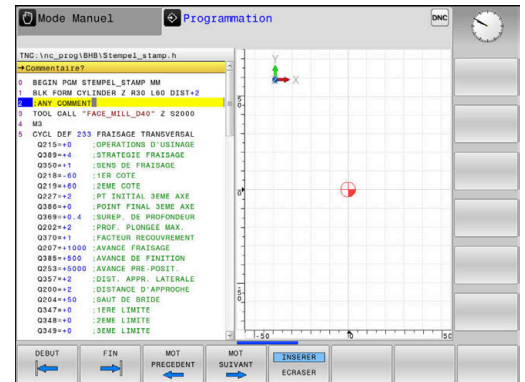 Mode Manuel
Programmation
DNC
TNC:\nc_prog\BHB\Stempel_stamp.h
→Commentaire?
0 BEGIN PGM STEMPEL_STAMP MM
1 BLK FORM CYLINDER Z R30 L60 DIST+2
2 ;ANY COMMENT
3 TOOL CALL "FACE_MILL_D40" Z S2000
4 M3
5 CYCL DEF 233 FRAISAGE TRANSVERSAL
Q215=+0 ;OPERATIONS D'USINAGE
Q389=+4 ;STRATEGIE FRAISAGE
Q350=+1 ;SENS DE FRAISAGE
Q218=-60 ;1ER COTE
Q219=+60 ;2EME COTE
Q227=+2 ;PT INITIAL 3EME AXE
Q386=+0 ;POINT FINAL 3EME AXE
Q369=+0.4 ;SUREP. DE PROFONDEUR
Q202=+2 ;PROF. PLONGEE MAX.
Q370=+1 ;FACTEUR RECOUVREMENT
Q207=+1000 ;AVANCE FRAISAGE
Q385=+500 ;AVANCE DE FINITION
Q253=+5000 ;AVANCE PRE-POSIT.
Q357=+2 ;DIST. APPR. LATERALE
Q200=+2 ;DISTANCE D'APPROCHE
Q204=+50 ;SAUT DE BRIDE
Q347=+0 ;1ERE LIMITE
Q348=+0 ;2EME LIMITE
Q349=+0 ;3EME LIMITE
Y
X
0
-50
0
50
DEBUT
FIN
MOT PRECEDENT
MOT SUIVANT
INSERER
ECRASER